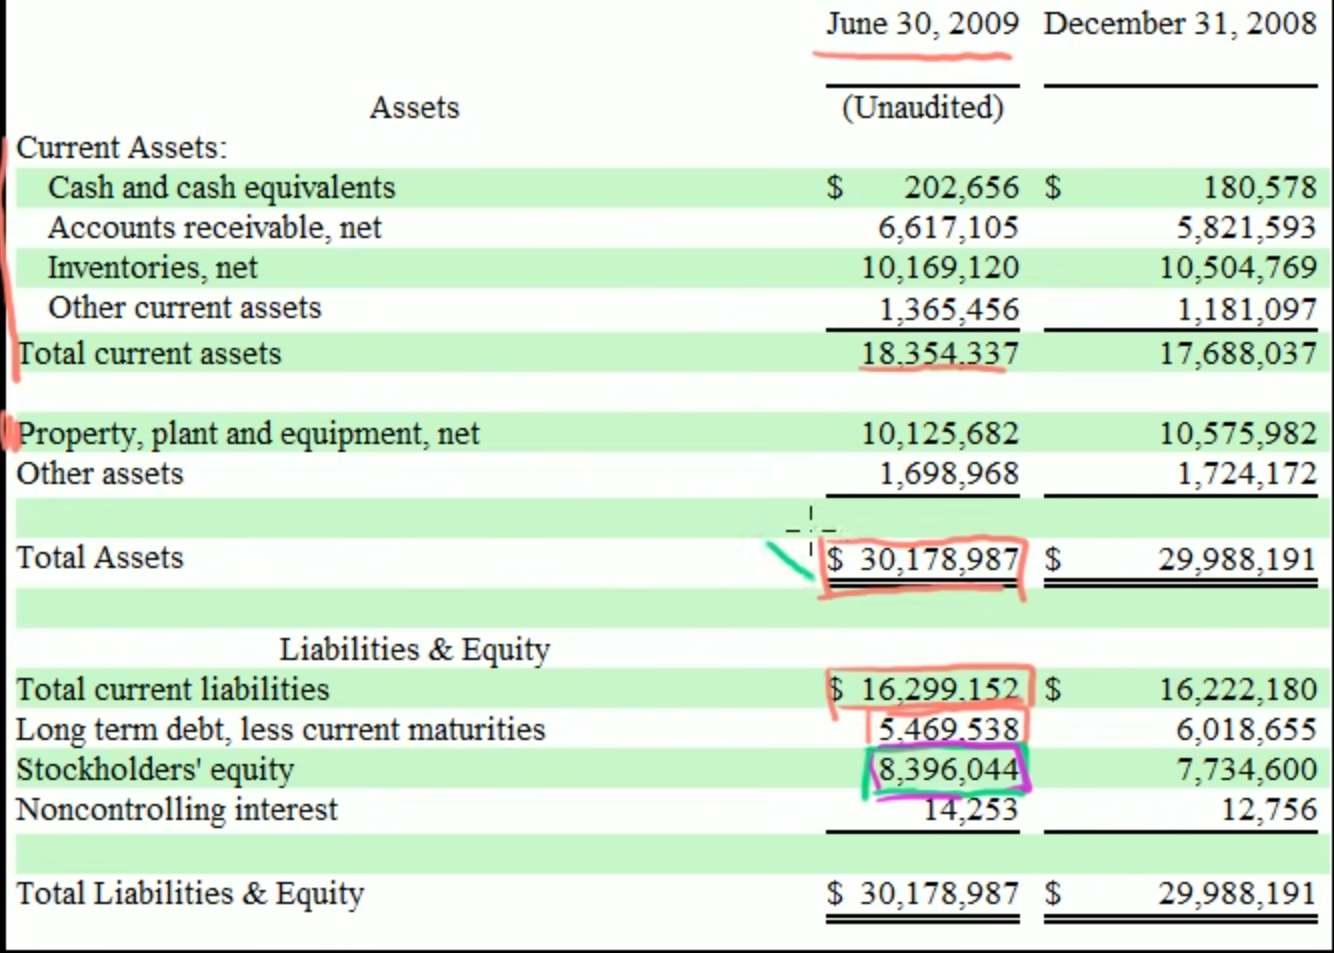 June 30, 2009 December 31, 2008
Assets (Unaudited)
Current Assets:
Cash and cash equivalents $ 202,656 $ 180,578
Accounts receivable, net 6,617,105 5,821,593
Inventories, net 10,169,120 10,504,769
Other current assets 1,365,456 1,181,097
Total current assets 18,354,337 17,688,037
Property, plant and equipment, net 10,125,682 10,575,982
Other assets 1,698,968 1,724,172
Total Assets $ 30,178,987 $ 29,988,191
Liabilities & Equity
Total current liabilities $ 16,299,152 $ 16,222,180
Long term debt, less current maturities 5,469,538 6,018,655
Stockholders' equity 8,396,044 7,734,600
Noncontrolling interest 14,253 12,756
Total Liabilities & Equity $ 30,178,987 $ 29,988,191